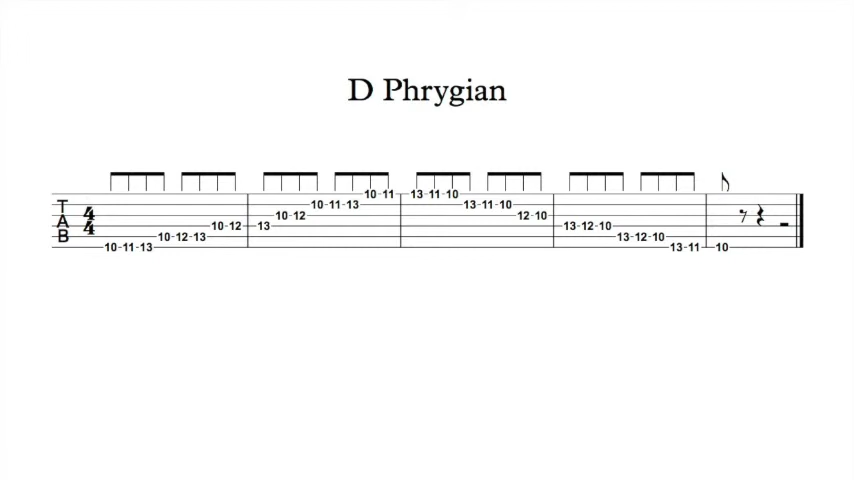 D Phrygian
10-11 13-11-10
T 10-11-13 13-11-10
4 10-12 12-10
A 4 10-12 13 13-12-10
B 10-12-13 13-12-10
10-11-13 13-11 10